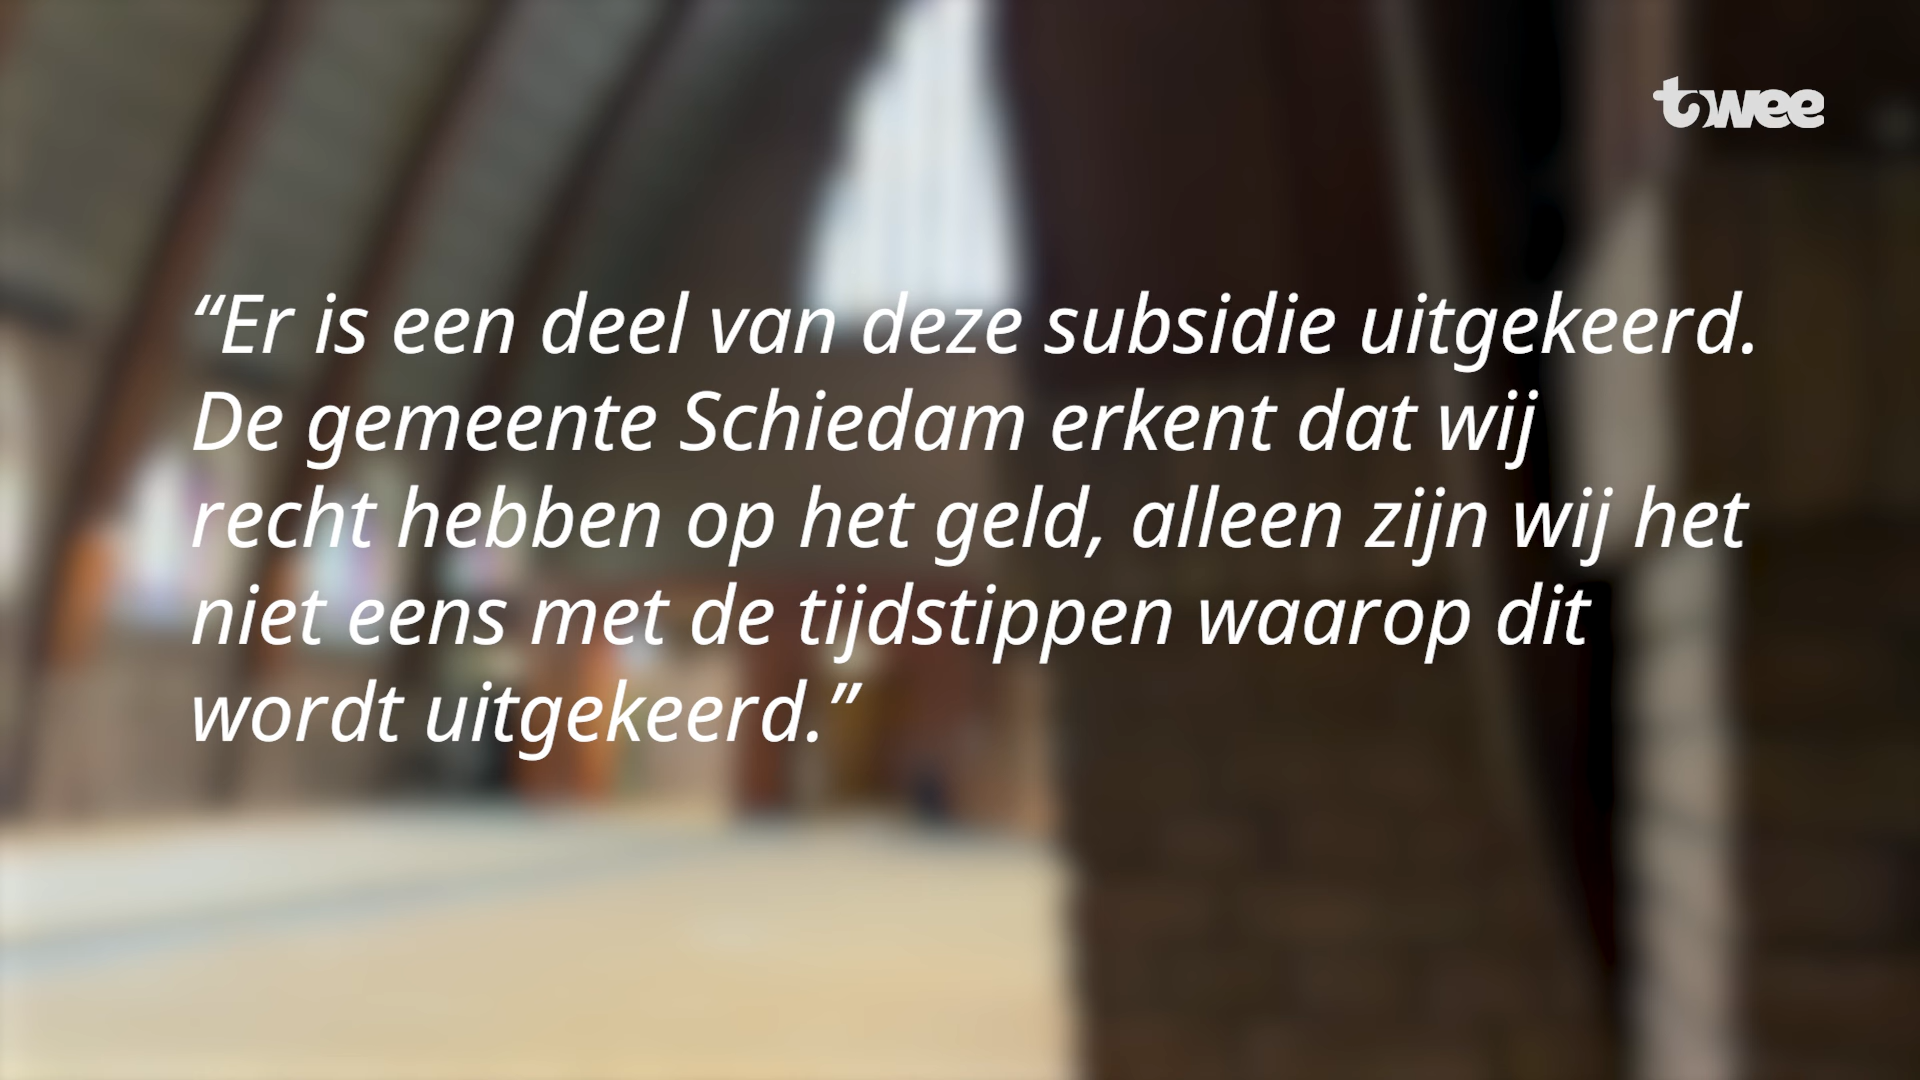 twee
“Er is een deel van deze subsidie uitgekeerd.
De gemeente Schiedam erkent dat wij
recht hebben op het geld, alleen zijn wij het
niet eens met de tijdstippen waarop dit
wordt uitgekeerd.”